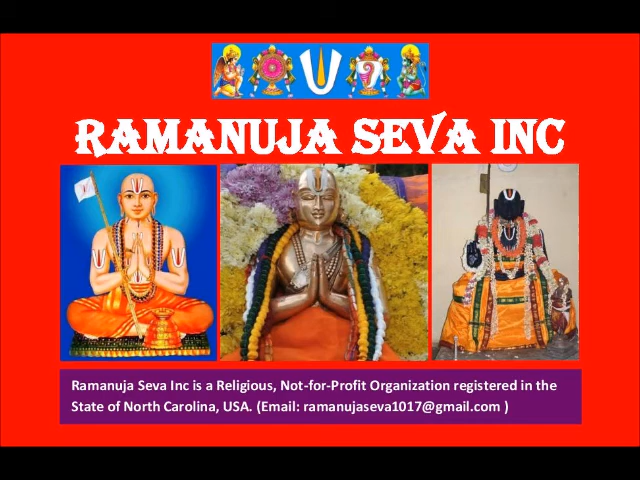 RAMANUJA SEVA INC
Ramanuja Seva Inc is a Religious, Not-for-Profit Organization registered in the
State of North Carolina, USA. (Email: ramanujaseva1017@gmail.com )